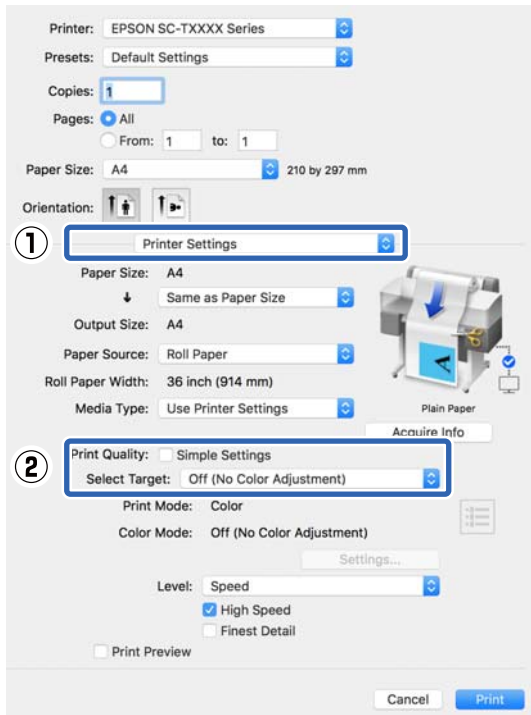 Printer: EPSON SC-TXXXX Series
Presets: Default Settings
Copies: 1
Pages: All
From: 1 to: 1
Paper Size: A4 210 by 297 mm
Orientation:
1 Printer Settings
Paper Size: A4
Same as Paper Size
Output Size: A4
Paper Source: Roll Paper
Roll Paper Width: 36 inch (914 mm)
Media Type: Use Printer Settings
Plain Paper
Acquire Info
2 Print Quality: Simple Settings
Select Target: Off (No Color Adjustment)
Print Mode: Color
Color Mode: Off (No Color Adjustment)
Settings...
Level: Speed
High Speed
Finest Detail
Print Preview
Cancel Print